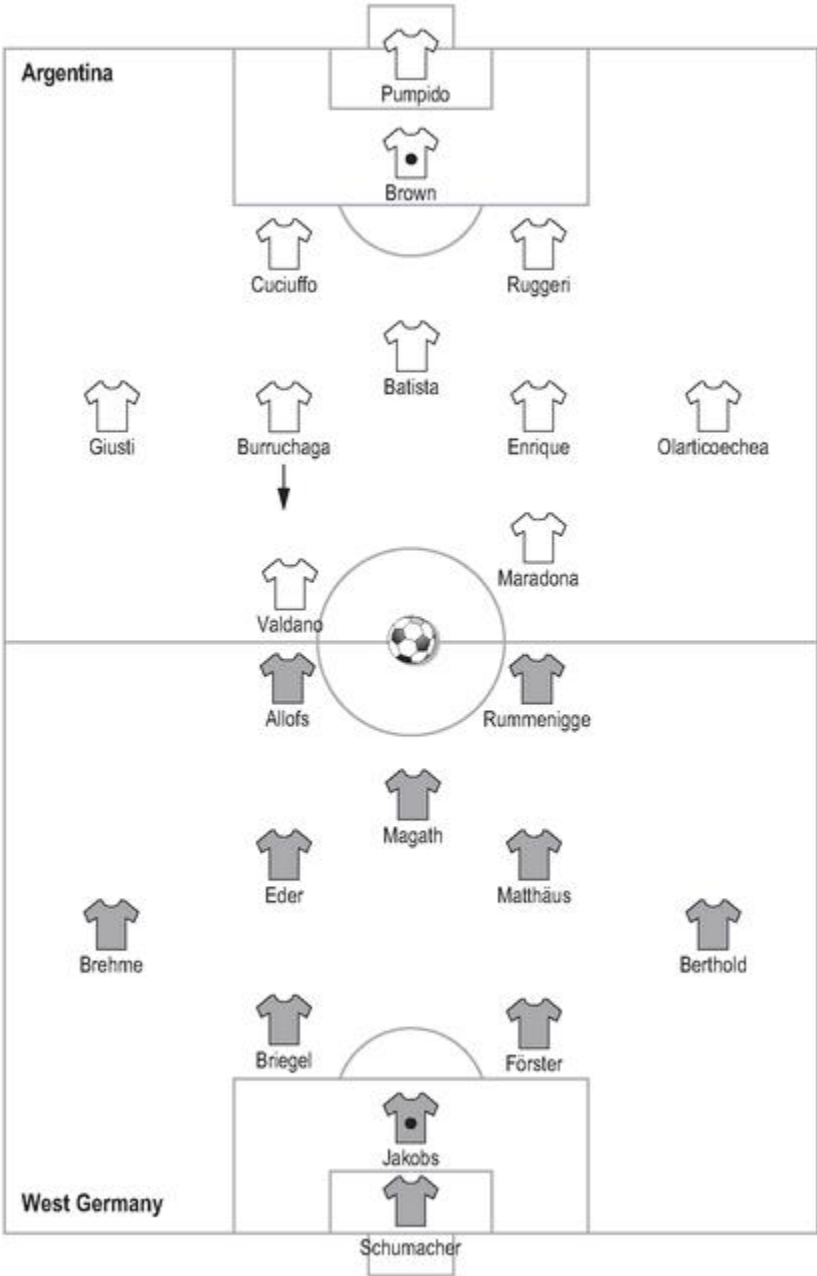 Argentina
Pumpido
Brown
Cuciuffo
Ruggeri
Batista
Giusti
Burruchaga
Enrique
Olarticoechea
Maradona
Valdano
Allofs
Rummenigge
Magath
Eder
Matthäus
Brehme
Berthold
Briegel
Förster
Jakobs
West Germany
Schumacher